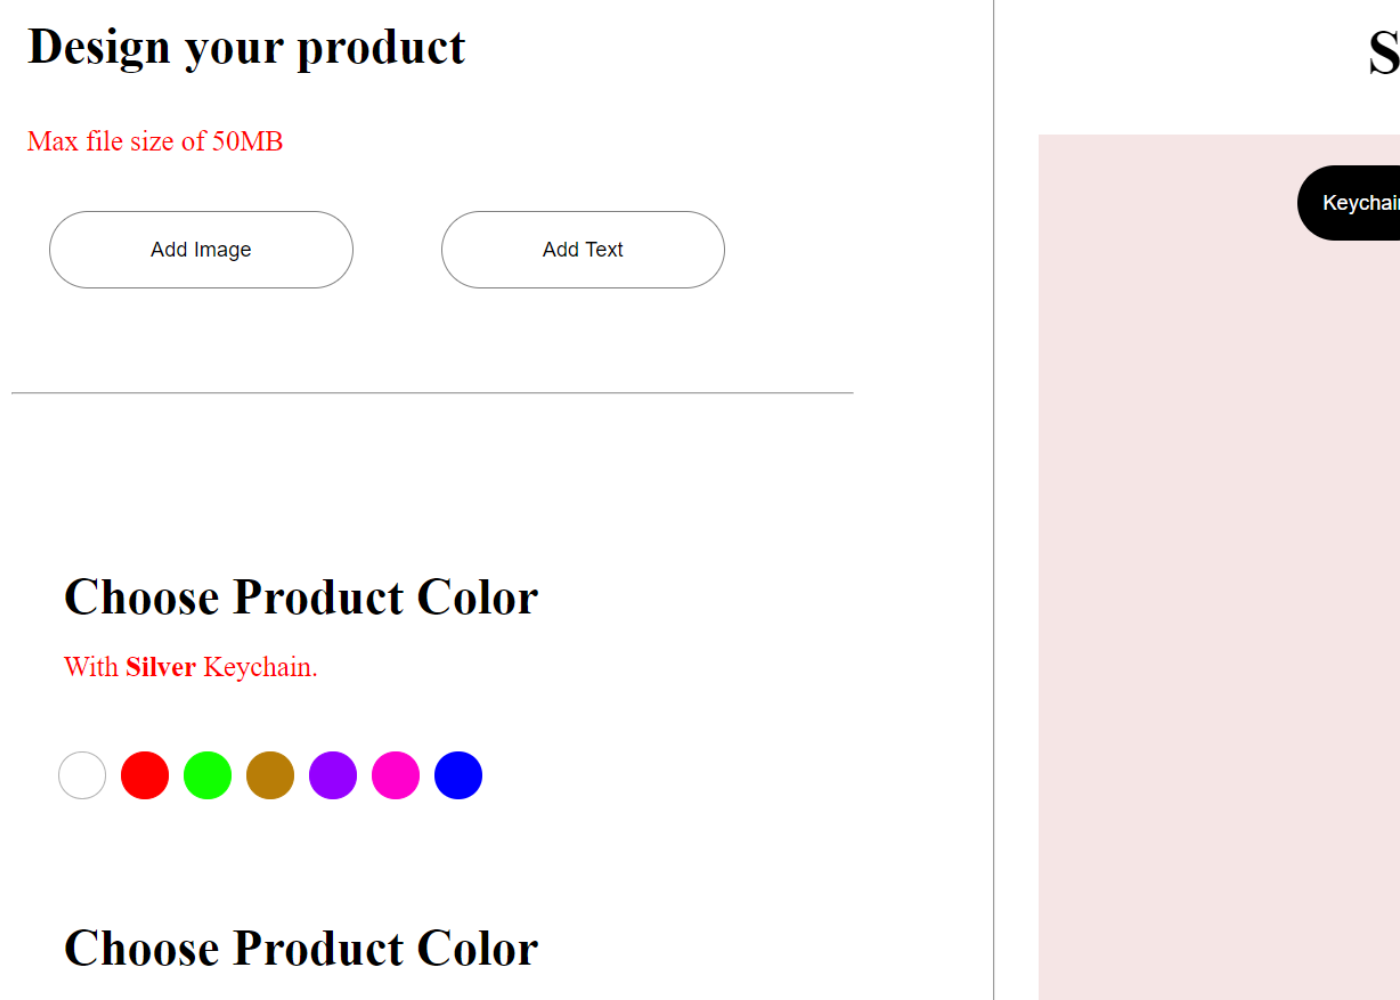 Design your product
Max file size of 50MB
Add Image
Add Text
Choose Product Color
With Silver Keychain.
Choose Product Color
S
Keychai